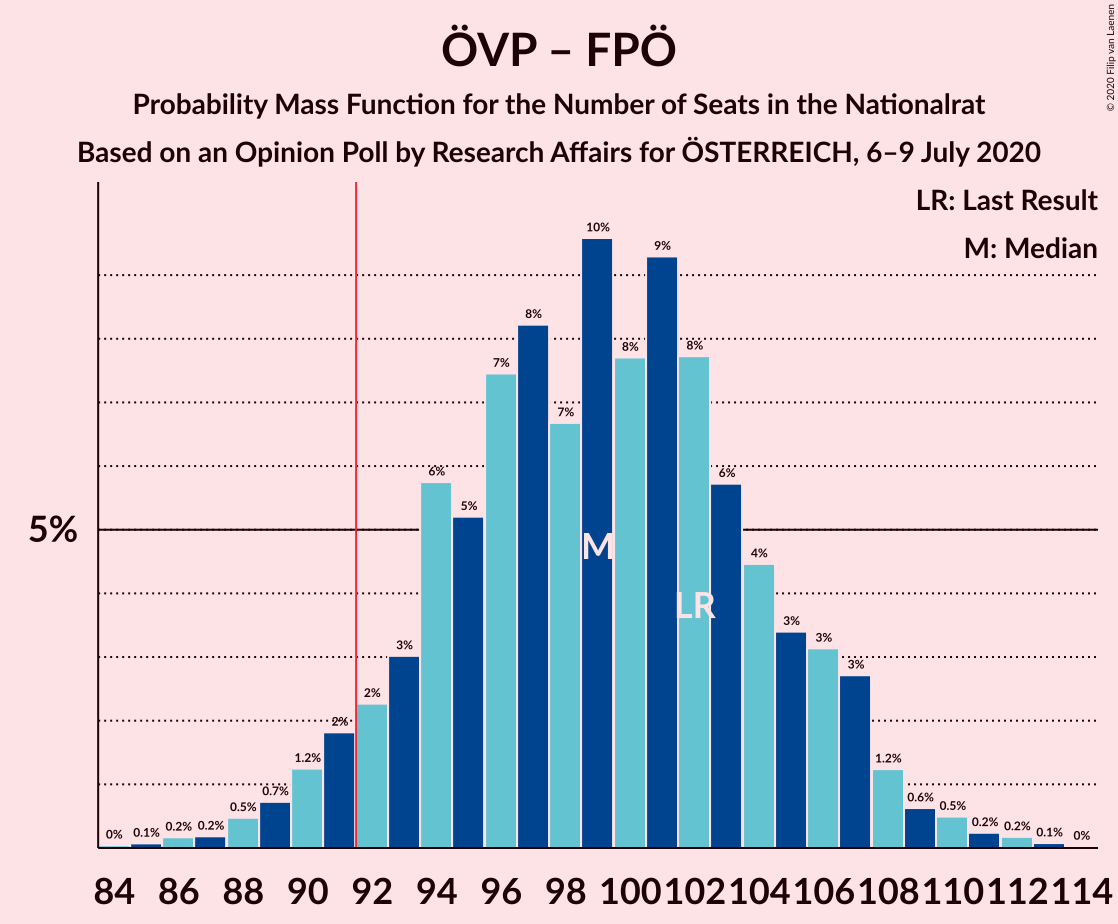 ÖVP – FPÖ
Probability Mass Function for the Number of Seats in the Nationalrat
Based on an Opinion Poll by Research Affairs for ÖSTERREICH, 6–9 July 2020
© 2020 Filip van Laenen
LR: Last Result
M: Median
5%
0% 0.1% 0.2% 0.2% 0.5% 0.7% 1.2% 2% 2% 3% 6% 5% 7% 8% 7% 10% 8% 9% 8% 6% 4% 3% 3% 3% 1.2% 0.6% 0.5% 0.2% 0.2% 0.1% 0%
M
LR
84 86 88 90 92 94 96 98 100 102 104 106 108 110 112 114